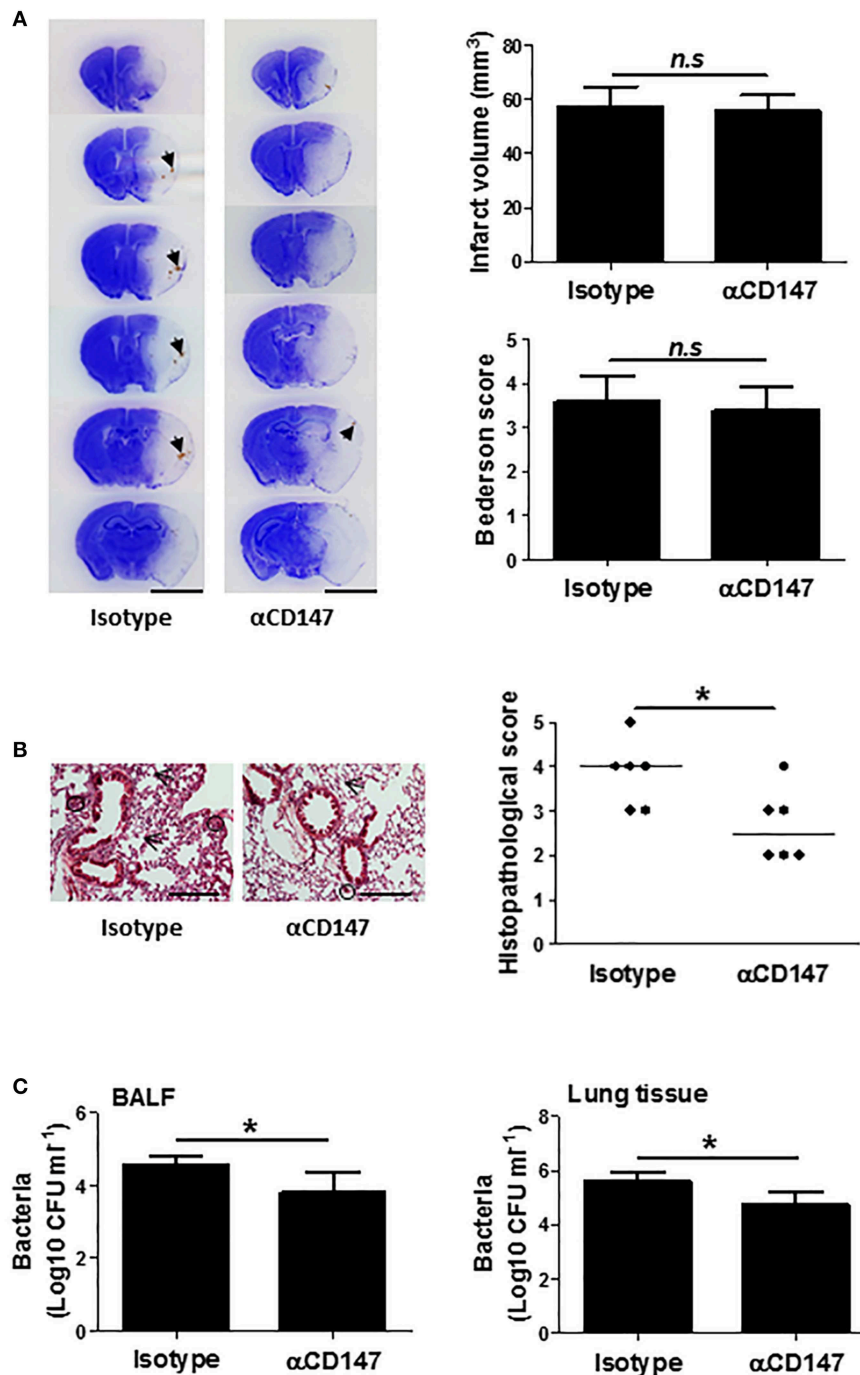 A
Isotype
αCD147
Infarct volume (mm³)
80
60
40
20
0
n.s
Isotype
αCD147
Bederson score
5
4
3
2
1
0
n.s
Isotype
αCD147
B
Isotype
αCD147
Histopathological score
5
4
3
2
1
0
*
Isotype
αCD147
C
BALF
Bacteria
(Log10 CFU ml⁻¹)
6
4
2
0
*
Isotype
αCD147
Lung tissue
Bacteria
(Log10 CFU ml⁻¹)
8
6
4
2
0
*
Isotype
αCD147